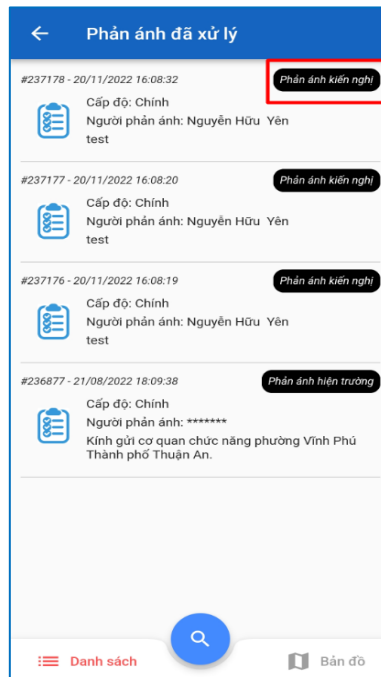 Phản ánh đã xử lý
#237178 - 20/11/2022 16:08:32 Phản ánh kiến nghị
Cấp độ: Chính
Người phản ánh: Nguyễn Hữu Yên
test
#237177 - 20/11/2022 16:08:20 Phản ánh kiến nghị
Cấp độ: Chính
Người phản ánh: Nguyễn Hữu Yên
test
#237176 - 20/11/2022 16:08:19 Phản ánh kiến nghị
Cấp độ: Chính
Người phản ánh: Nguyễn Hữu Yên
test
#236877 - 21/08/2022 18:09:38 Phản ánh hiện trường
Cấp độ: Chính
Người phản ánh: *******
Kính gửi cơ quan chức năng phường Vĩnh Phú
Thành phố Thuận An.
Danh sách Bản đồ